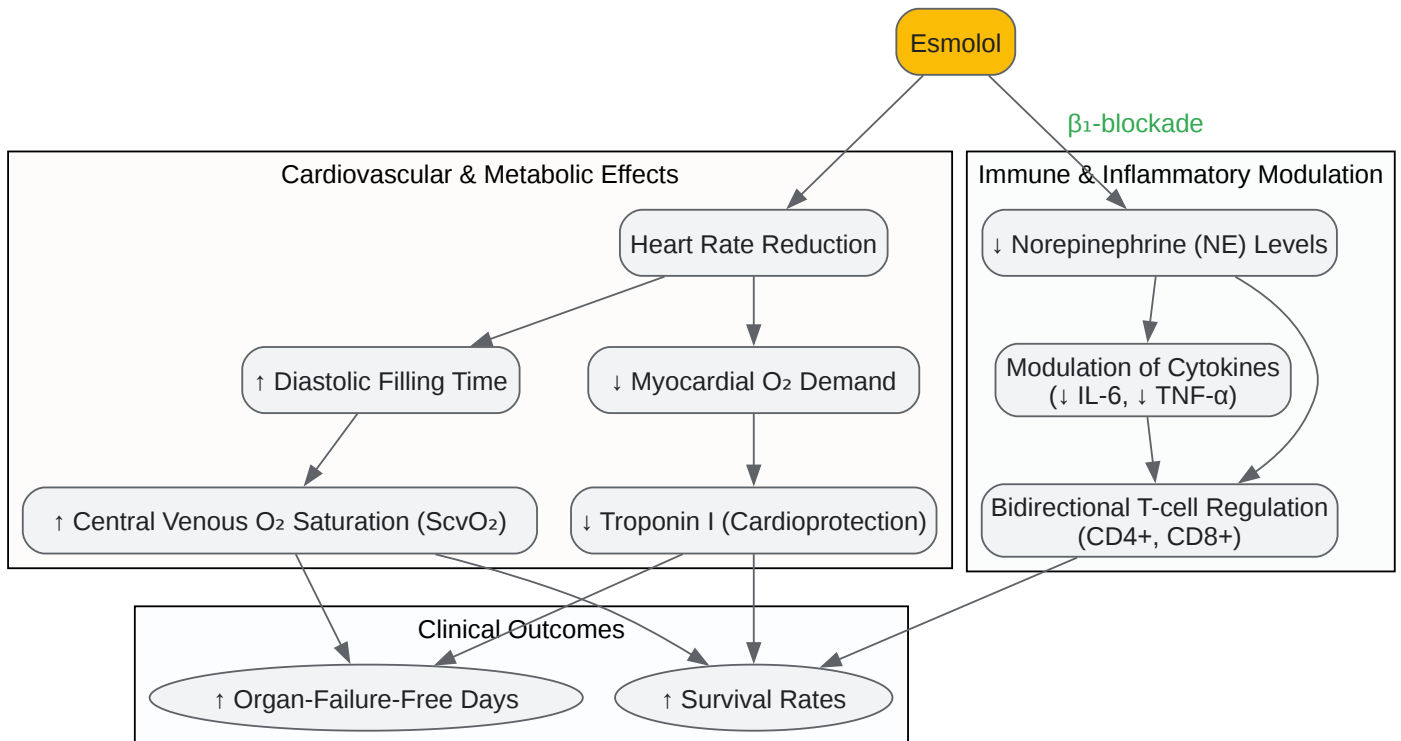 Esmolol
β₁-blockade
Cardiovascular & Metabolic Effects
Immune & Inflammatory Modulation
Heart Rate Reduction
↓ Norepinephrine (NE) Levels
↑ Diastolic Filling Time
↓ Myocardial O₂ Demand
Modulation of Cytokines
(↓ IL-6, ↓ TNF-α)
↑ Central Venous O₂ Saturation (ScvO₂)
↓ Troponin I (Cardioprotection)
Bidirectional T-cell Regulation
(CD4+, CD8+)
Clinical Outcomes
↑ Organ-Failure-Free Days
↑ Survival Rates